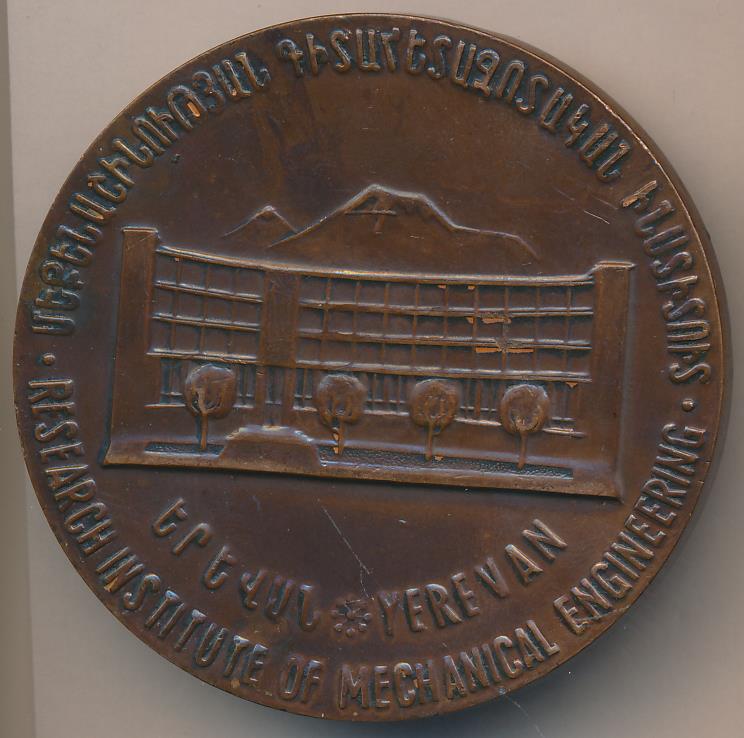 ՄԵՔԵՆԱՇԻՆՈՒԹՅԱՆ ԳԻՏԱՀԵՏԱԶՈՏԱԿԱՆ ԻՆՍՏԻՏՈՒՏ
• RESEARCH INSTITUTE OF MECHANICAL ENGINEERING •
ԵՐԵՎԱՆ YEREVAN